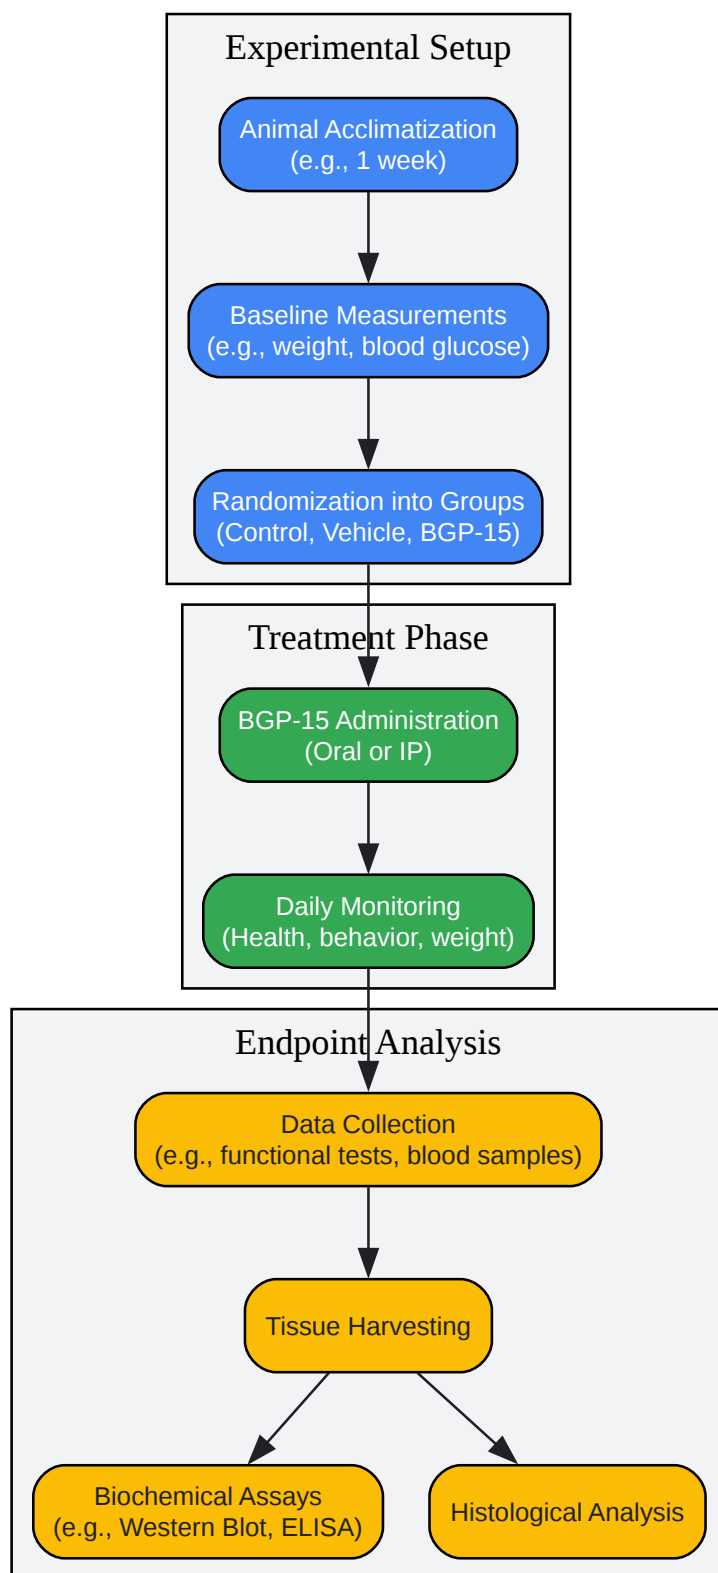 Experimental Setup
Animal Acclimatization
(e.g., 1 week)
Baseline Measurements
(e.g., weight, blood glucose)
Randomization into Groups
(Control, Vehicle, BGP-15)
Treatment Phase
BGP-15 Administration
(Oral or IP)
Daily Monitoring
(Health, behavior, weight)
Endpoint Analysis
Data Collection
(e.g., functional tests, blood samples)
Tissue Harvesting
Biochemical Assays
(e.g., Western Blot, ELISA)
Histological Analysis